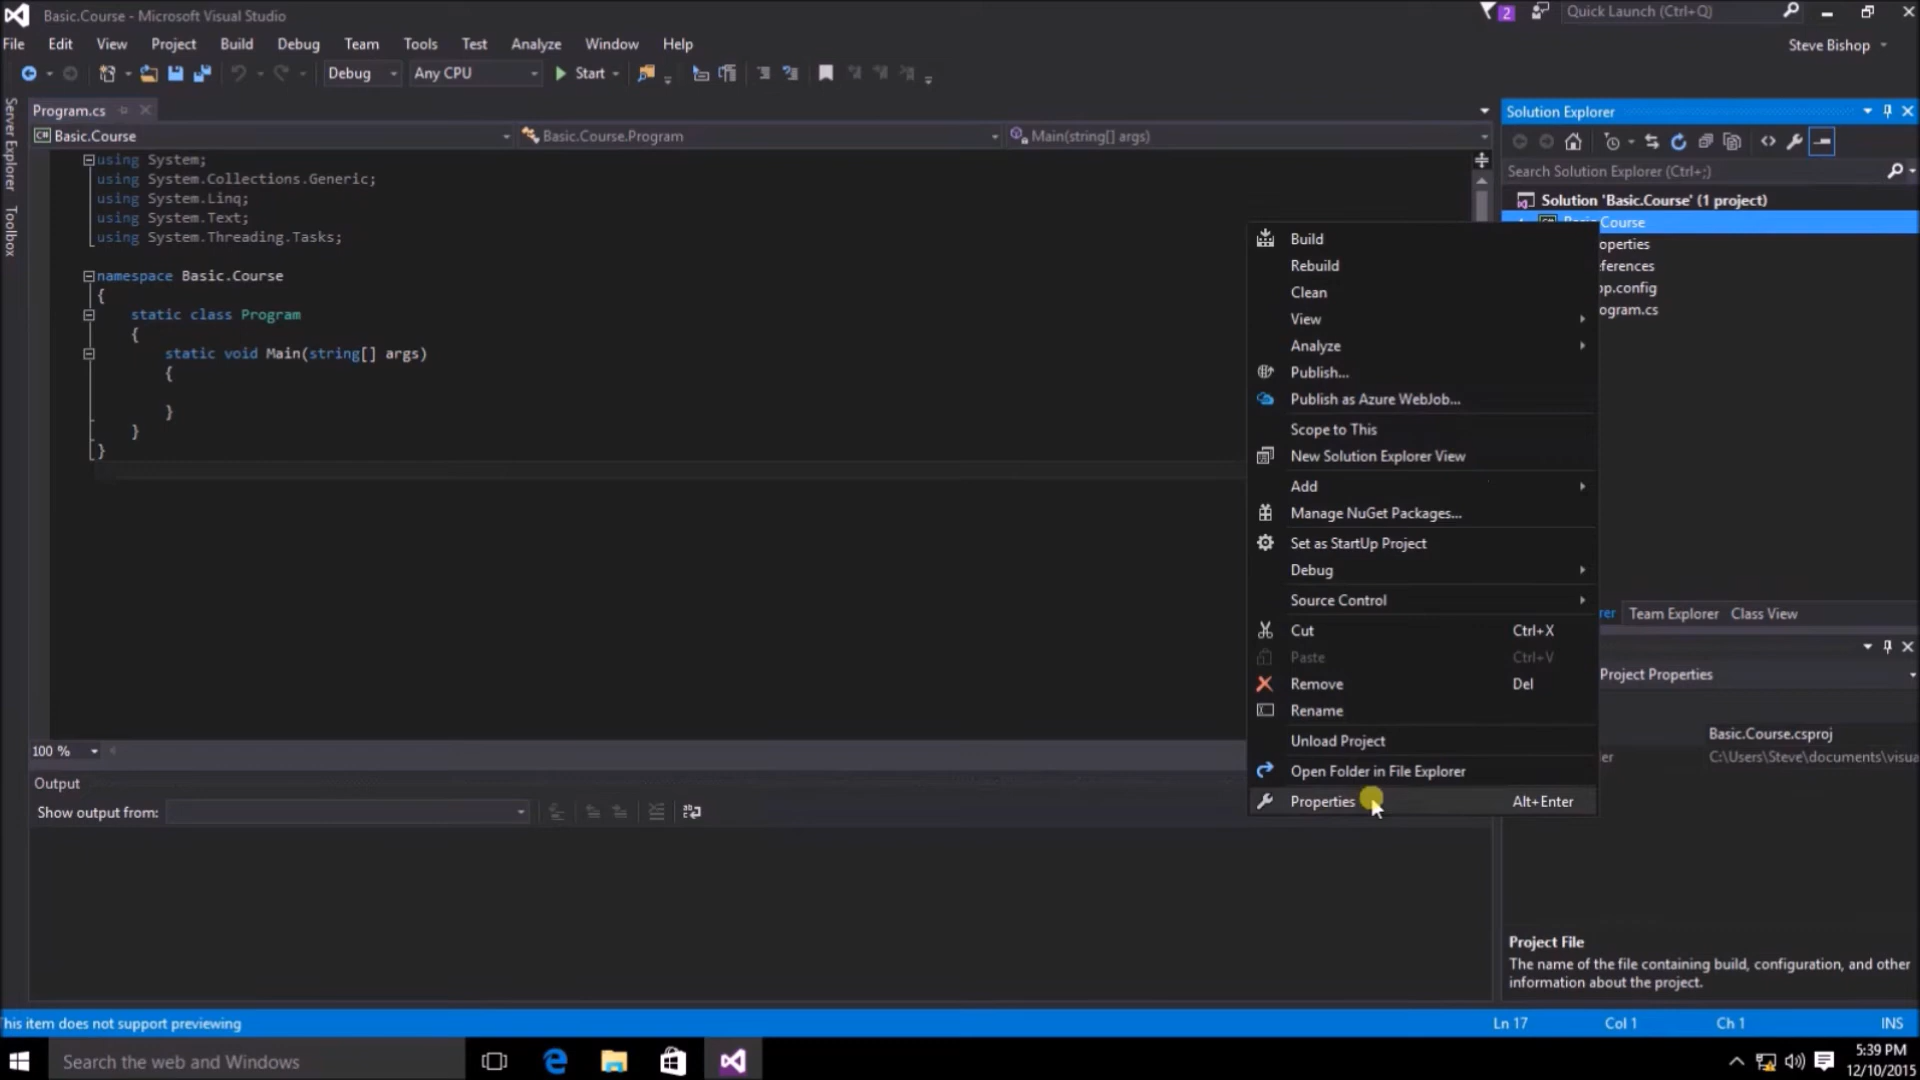 Basic.Course - Microsoft Visual Studio
2
Quick Launch (Ctrl+Q)
File Edit View Project Build Debug Team Tools Test Analyze Window Help
Steve Bishop
Debug
Any CPU
Start
Server Explorer
Toolbox
Program.cs
Basic.Course
Basic.Course.Program
Main(string[] args)
using System;
using System.Collections.Generic;
using System.Linq;
using System.Text;
using System.Threading.Tasks;
namespace Basic.Course
{
static class Program
{
static void Main(string[] args)
{
}
}
}
100 %
Output
Show output from:
Solution Explorer
Search Solution Explorer (Ctrl+;)
Solution 'Basic.Course' (1 project)
Course
operties
ferences
pp.config
ogram.cs
Build
Rebuild
Clean
View
Analyze
Publish...
Publish as Azure WebJob...
Scope to This
New Solution Explorer View
Add
Manage NuGet Packages...
Set as StartUp Project
Debug
Source Control
Cut Ctrl+X
Paste Ctrl+V
Remove Del
Rename
Unload Project
Open Folder in File Explorer
Properties Alt+Enter
rer Team Explorer Class View
Project Properties
Basic.Course.csproj
er C:\Users\Steve\documents\visua
Project File
The name of the file containing build, configuration, and other
information about the project.
This item does not support previewing
Ln 17 Col 1 Ch 1 INS
Search the web and Windows
5:39 PM
12/10/2015